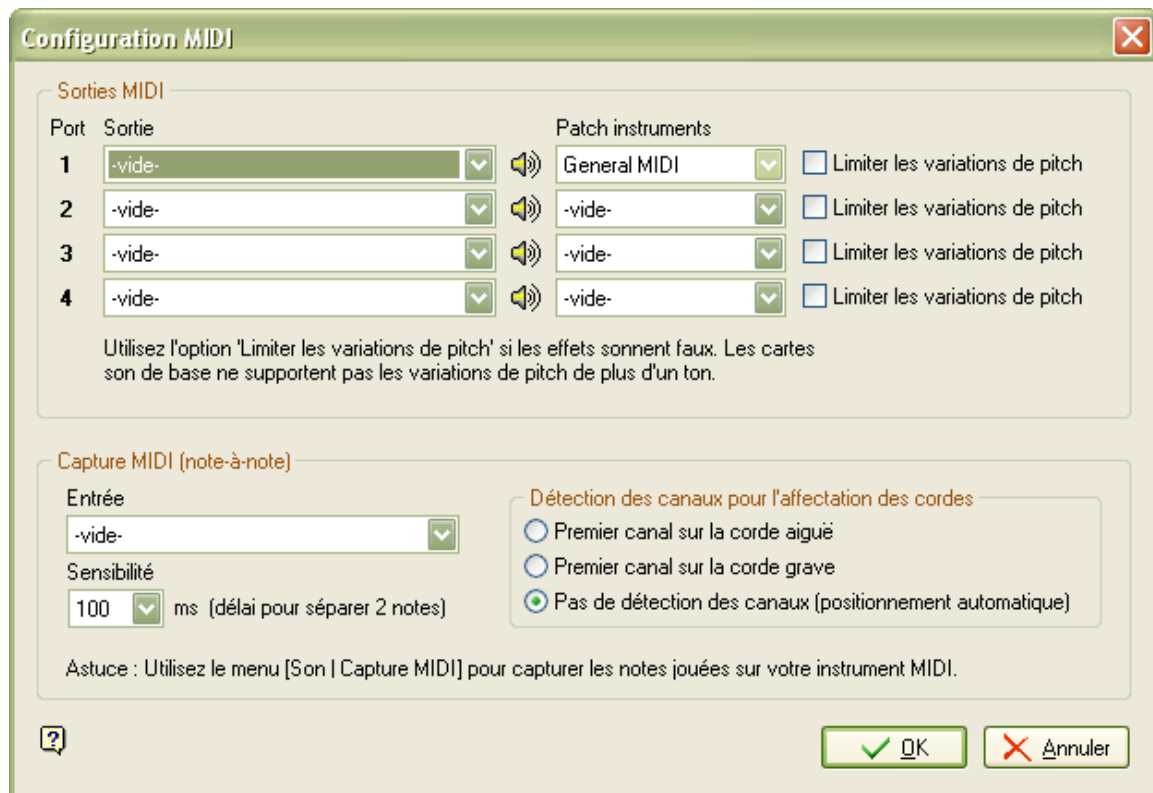 Configuration MIDI
Sorties MIDI
Port Sortie Patch instruments
1 -vide- General MIDI Limiter les variations de pitch
2 -vide- -vide- Limiter les variations de pitch
3 -vide- -vide- Limiter les variations de pitch
4 -vide- -vide- Limiter les variations de pitch
Utilisez l'option 'Limiter les variations de pitch' si les effets sonnent faux. Les cartes
son de base ne supportent pas les variations de pitch de plus d'un ton.
Capture MIDI (note-à-note)
Entrée
-vide-
Sensibilité
100 ms (délai pour séparer 2 notes)
Détection des canaux pour l'affectation des cordes
Premier canal sur la corde aiguë
Premier canal sur la corde grave
Pas de détection des canaux (positionnement automatique)
Astuce : Utilisez le menu [Son | Capture MIDI] pour capturer les notes jouées sur votre instrument MIDI.
? OK Annuler